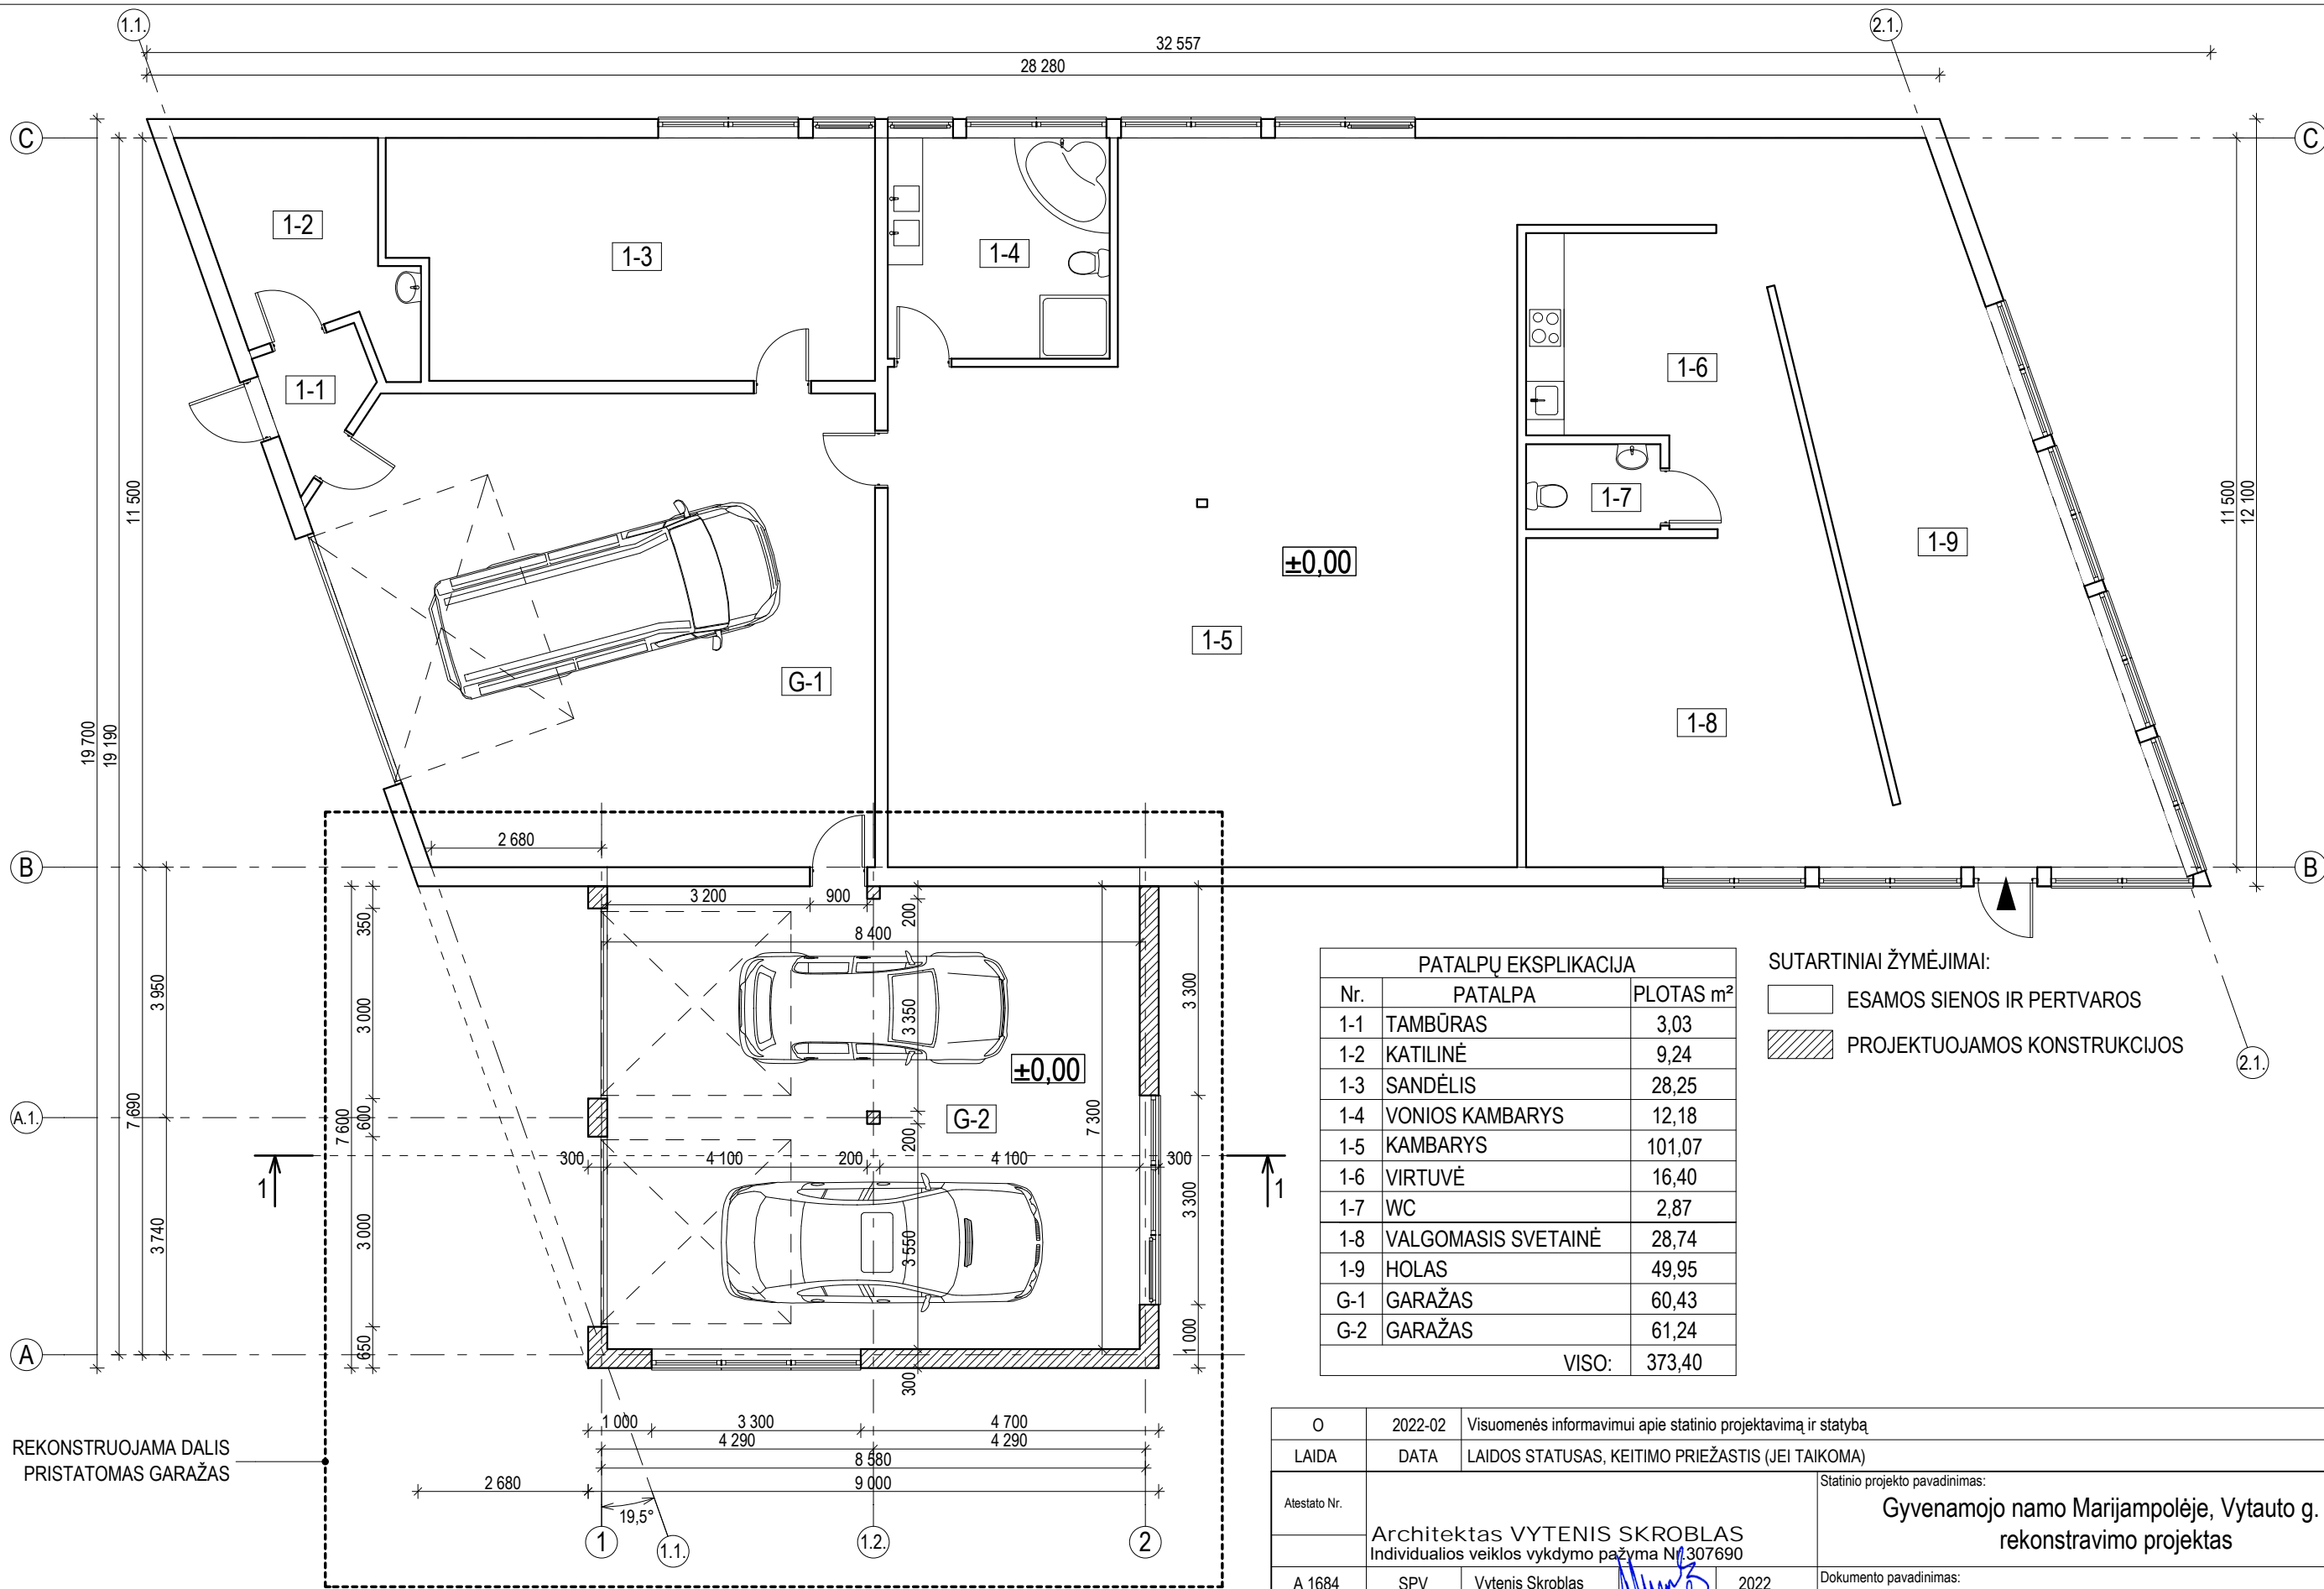 1.1.
2.1.
32 557
28 280
C
C
1-2
1-3
1-4
1-6
1-1
1-7
1-9
11 500
11 500
12 100
±0,00
1-5
G-1
1-8
19 700
19 190
2 680
B
B
3 200
900
200
350
8 400
3 950
3 000
3 350
3 300
±0,00
A.1.
7 690
7 600
600
G-2
7 300
200
300
4 100
200
4 100
300
1
1
3 740
3 000
3 550
3 300
A
650
1 000
300
1 000
3 300
4 700
4 290
4 290
8 580
2 680
9 000
19,5°
1
1.1.
1.2.
2
2.1.
REKONSTRUOJAMA DALIS
PRISTATOMAS GARAŽAS
PATALPŲ EKSPLIKACIJA
Nr. PATALPA PLOTAS m²
1-1 TAMBŪRAS 3,03
1-2 KATILINĖ 9,24
1-3 SANDĖLIS 28,25
1-4 VONIOS KAMBARYS 12,18
1-5 KAMBARYS 101,07
1-6 VIRTUVĖ 16,40
1-7 WC 2,87
1-8 VALGOMASIS SVETAINĖ 28,74
1-9 HOLAS 49,95
G-1 GARAŽAS 60,43
G-2 GARAŽAS 61,24
VISO: 373,40
SUTARTINIAI ŽYMĖJIMAI:
ESAMOS SIENOS IR PERTVAROS
PROJEKTUOJAMOS KONSTRUKCIJOS
O 2022-02 Visuomenės informavimui apie statinio projektavimą ir statybą
LAIDA DATA LAIDOS STATUSAS, KEITIMO PRIEŽASTIS (JEI TAIKOMA)
Atestato Nr.
Architektas VYTENIS SKROBLAS
Individualios veiklos vykdymo pažyma Nr.307690
Statinio projekto pavadinimas:
Gyvenamojo namo Marijampolėje, Vytauto g.
rekonstravimo projektas
A 1684 SPV Vytenis Skroblas 2022
Dokumento pavadinimas: